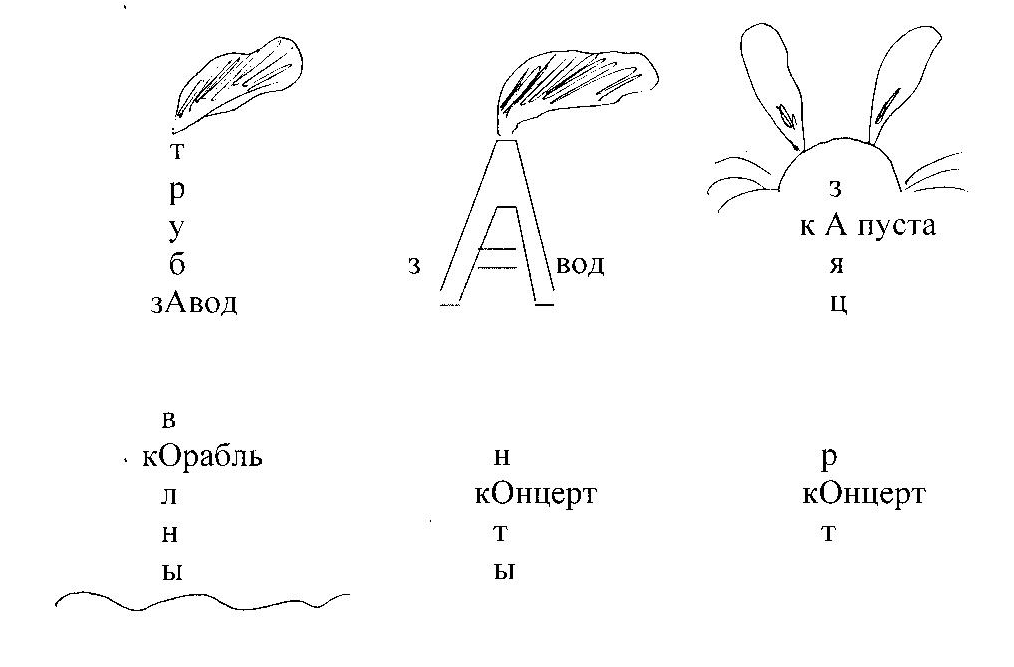 т
р
у
б
зАвод
з А вод
з
к А пуста
я
ц
в
кОрабль
л
н
ы
н
кОнцерт
т
ы
р
кОнцерт
т